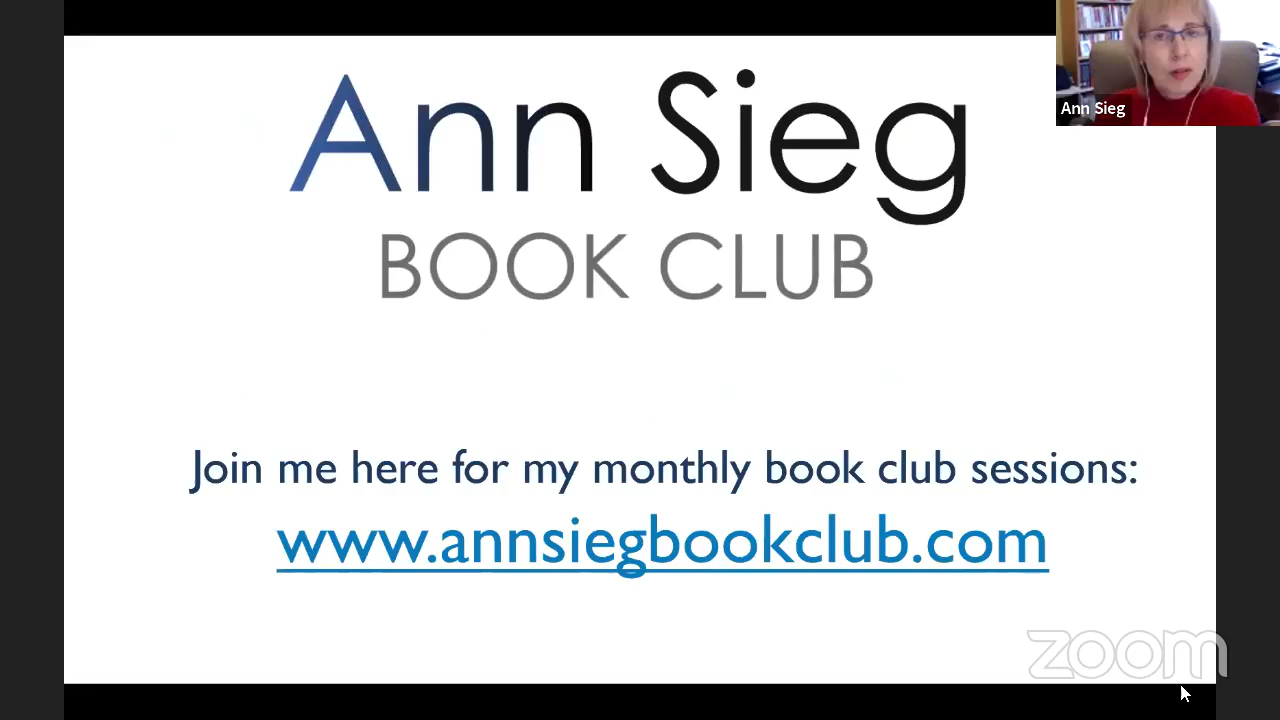 Ann Sieg
BOOK CLUB
Ann Sieg
Join me here for my monthly book club sessions:
www.annsiegbookclub.com
zoom